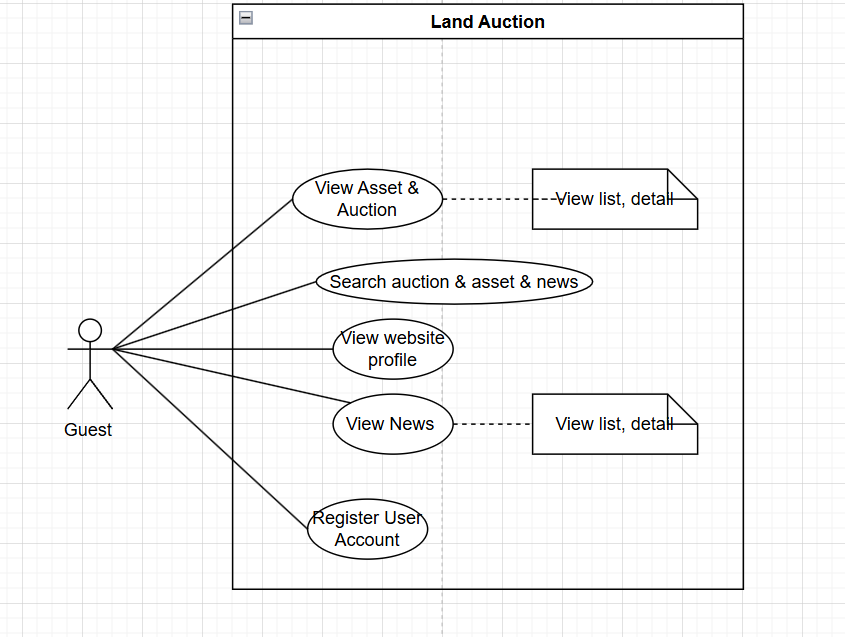 Land Auction
View Asset &
Auction
View list, detail
Search auction & asset & news
View website
profile
View News
View list, detail
Guest
Register User
Account